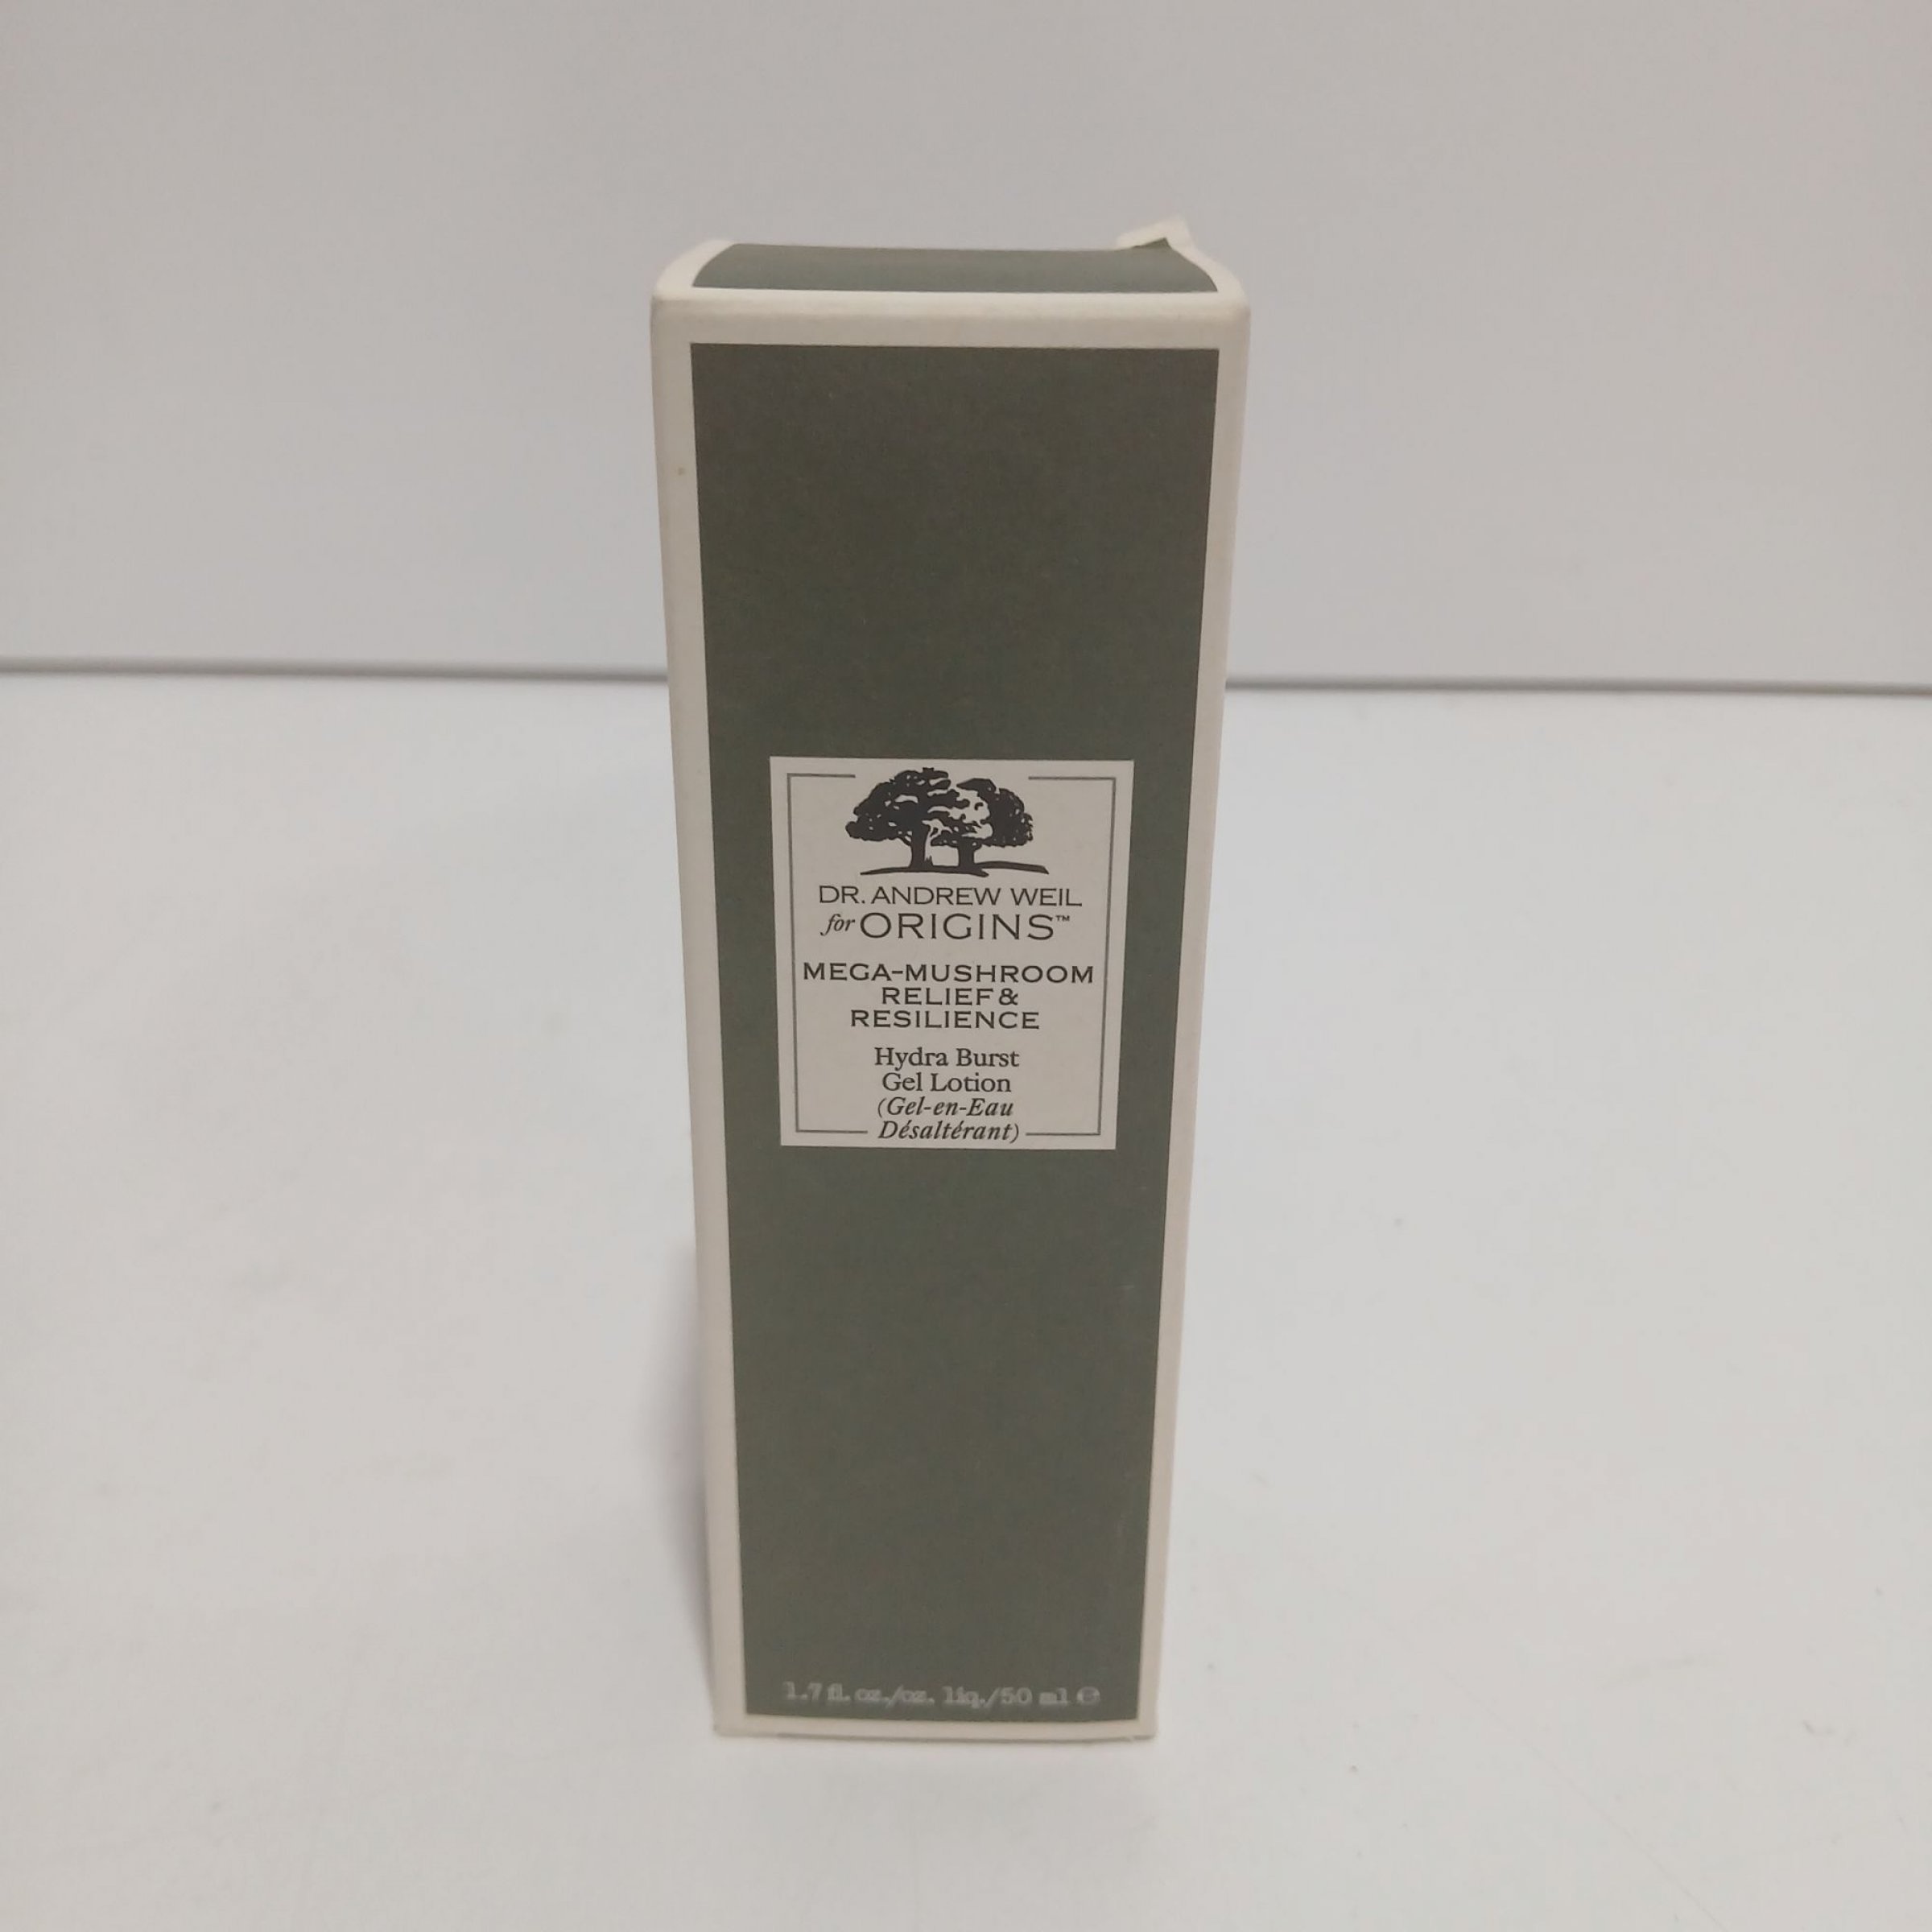 DR. ANDREW WEIL
for ORIGINS™
MEGA-MUSHROOM
RELIEF &
RESILIENCE
Hydra Burst
Gel Lotion
(Gel-en-Eau
Désaltérant)
1.7 fl. oz./oz. liq./50 ml ℮